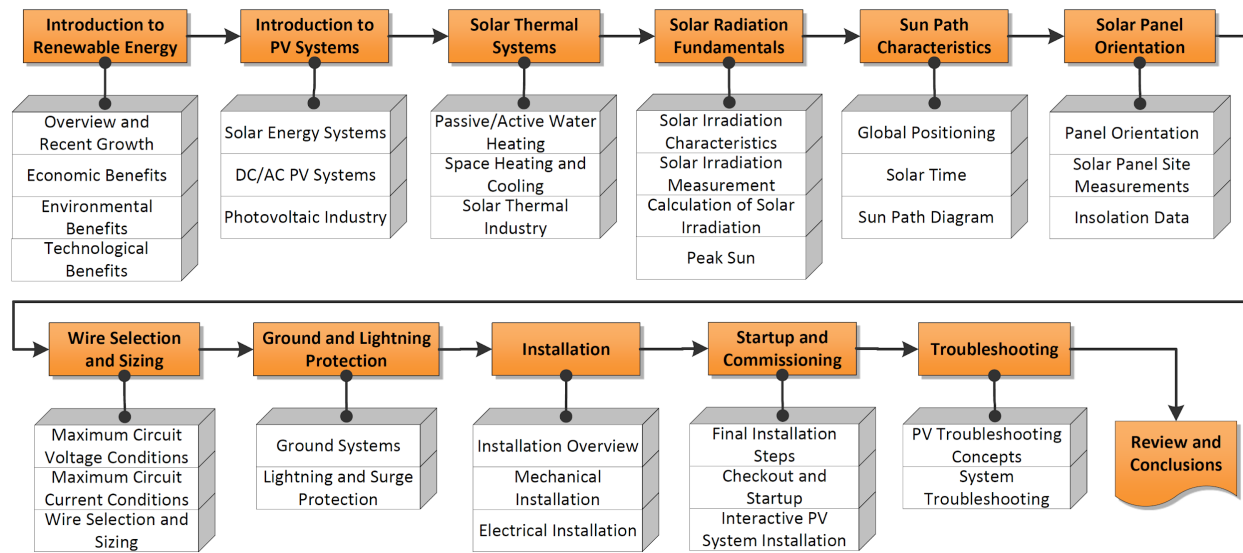 Introduction to
Renewable Energy
Introduction to
PV Systems
Solar Thermal
Systems
Solar Radiation
Fundamentals
Sun Path
Characteristics
Solar Panel
Orientation
Overview and
Recent Growth
Economic Benefits
Environmental
Benefits
Technological
Benefits
Solar Energy Systems
DC/AC PV Systems
Photovoltaic Industry
Passive/Active Water
Heating
Space Heating and
Cooling
Solar Thermal
Industry
Solar Irradiation
Characteristics
Solar Irradiation
Measurement
Calculation of Solar
Irradiation
Peak Sun
Global Positioning
Solar Time
Sun Path Diagram
Panel Orientation
Solar Panel Site
Measurements
Insolation Data
Wire Selection
and Sizing
Ground and Lightning
Protection
Installation
Startup and
Commissioning
Troubleshooting
Maximum Circuit
Voltage Conditions
Maximum Circuit
Current Conditions
Wire Selection and
Sizing
Ground Systems
Lightning and Surge
Protection
Installation Overview
Mechanical
Installation
Electrical Installation
Final Installation
Steps
Checkout and
Startup
Interactive PV
System Installation
PV Troubleshooting
Concepts
System
Troubleshooting
Review and
Conclusions